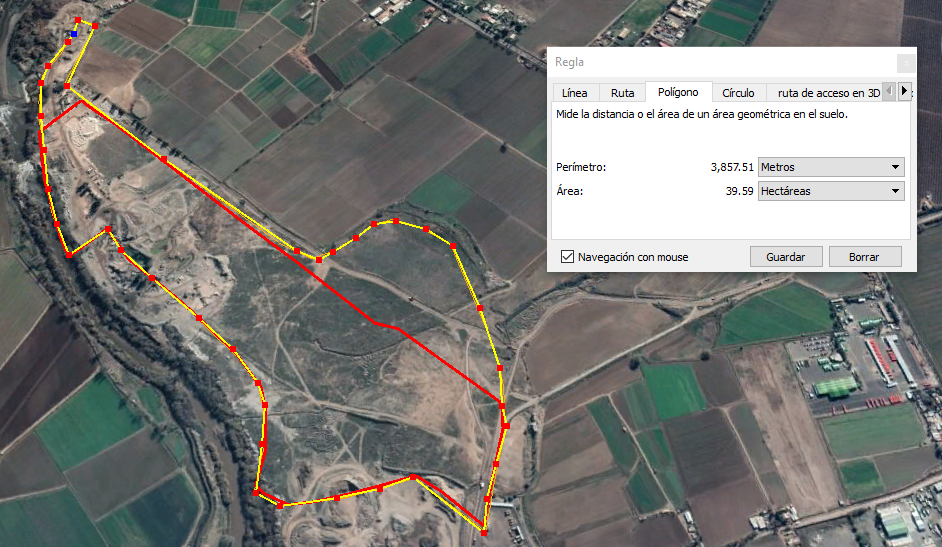 Regla
x
Línea Ruta Polígono Círculo ruta de acceso en 3D
Mide la distancia o el área de un área geométrica en el suelo.
Perímetro: 3,857.51 Metros
Área: 39.59 Hectáreas
Navegación con mouse Guardar Borrar